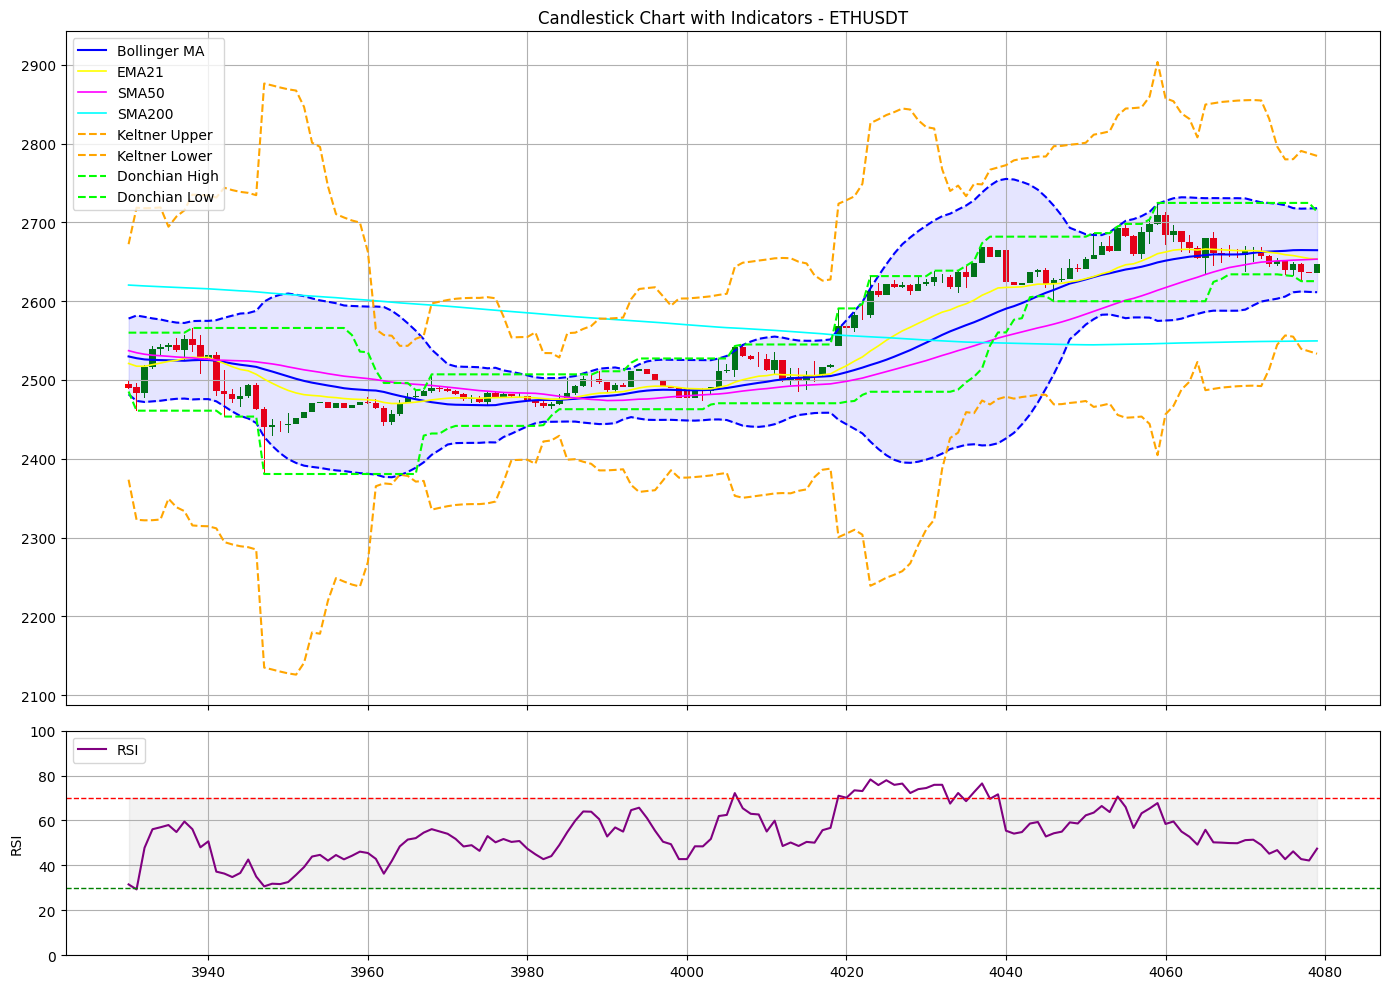 Candlestick Chart with Indicators - ETHUSDT
Bollinger MA
EMA21
SMA50
SMA200
Keltner Upper
Keltner Lower
Donchian High
Donchian Low
2900
2800
2700
2600
2500
2400
2300
2200
2100
RSI
RSI
100
80
60
40
20
0
3940 3960 3980 4000 4020 4040 4060 4080